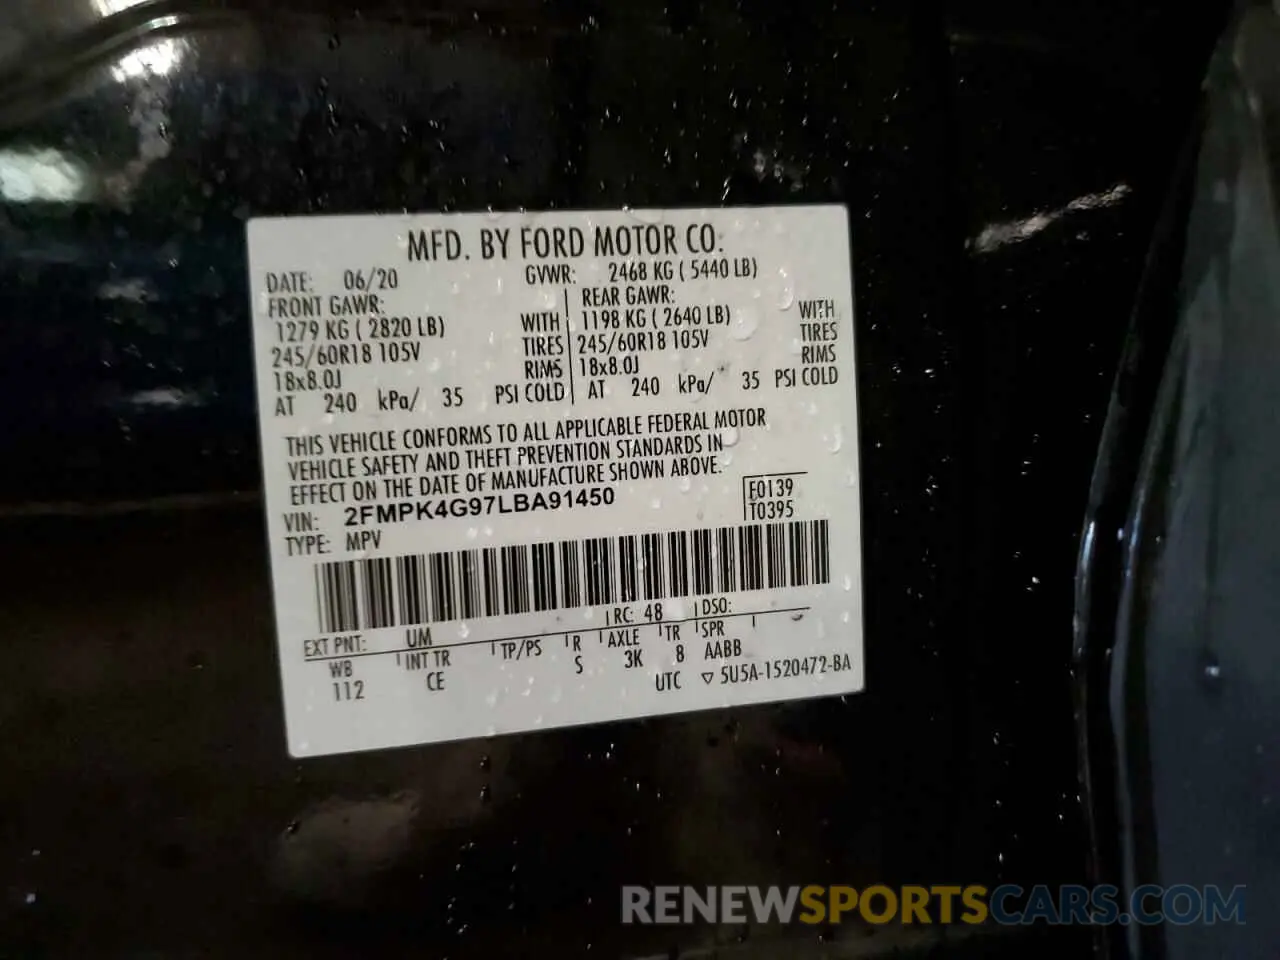 MFD. BY FORD MOTOR CO.
DATE: 06/20 GVWR: 2468 KG ( 5440 LB)
FRONT GAWR: REAR GAWR:
1279 KG ( 2820 LB) WITH 1198 KG ( 2640 LB) WITH
245/60R18 105V TIRES 245/60R18 105V TIRES
18x8.0J RIMS 18x8.0J RIMS
AT 240 kPa/ 35 PSI COLD AT 240 kPa/ 35 PSI COLD
THIS VEHICLE CONFORMS TO ALL APPLICABLE FEDERAL MOTOR
VEHICLE SAFETY AND THEFT PREVENTION STANDARDS IN
EFFECT ON THE DATE OF MANUFACTURE SHOWN ABOVE.
VIN: 2FMPK4G97LBA91450 F0139
TYPE: MPV T0395
EXT PNT: UM RC: 48 DSO:
WB INT TR TP/PS R AXLE TR SPR
112 CE S 3K 8 AABB
UTC ▽ 5U5A-1520472-BA
RENEWSPORTSCARS.COM